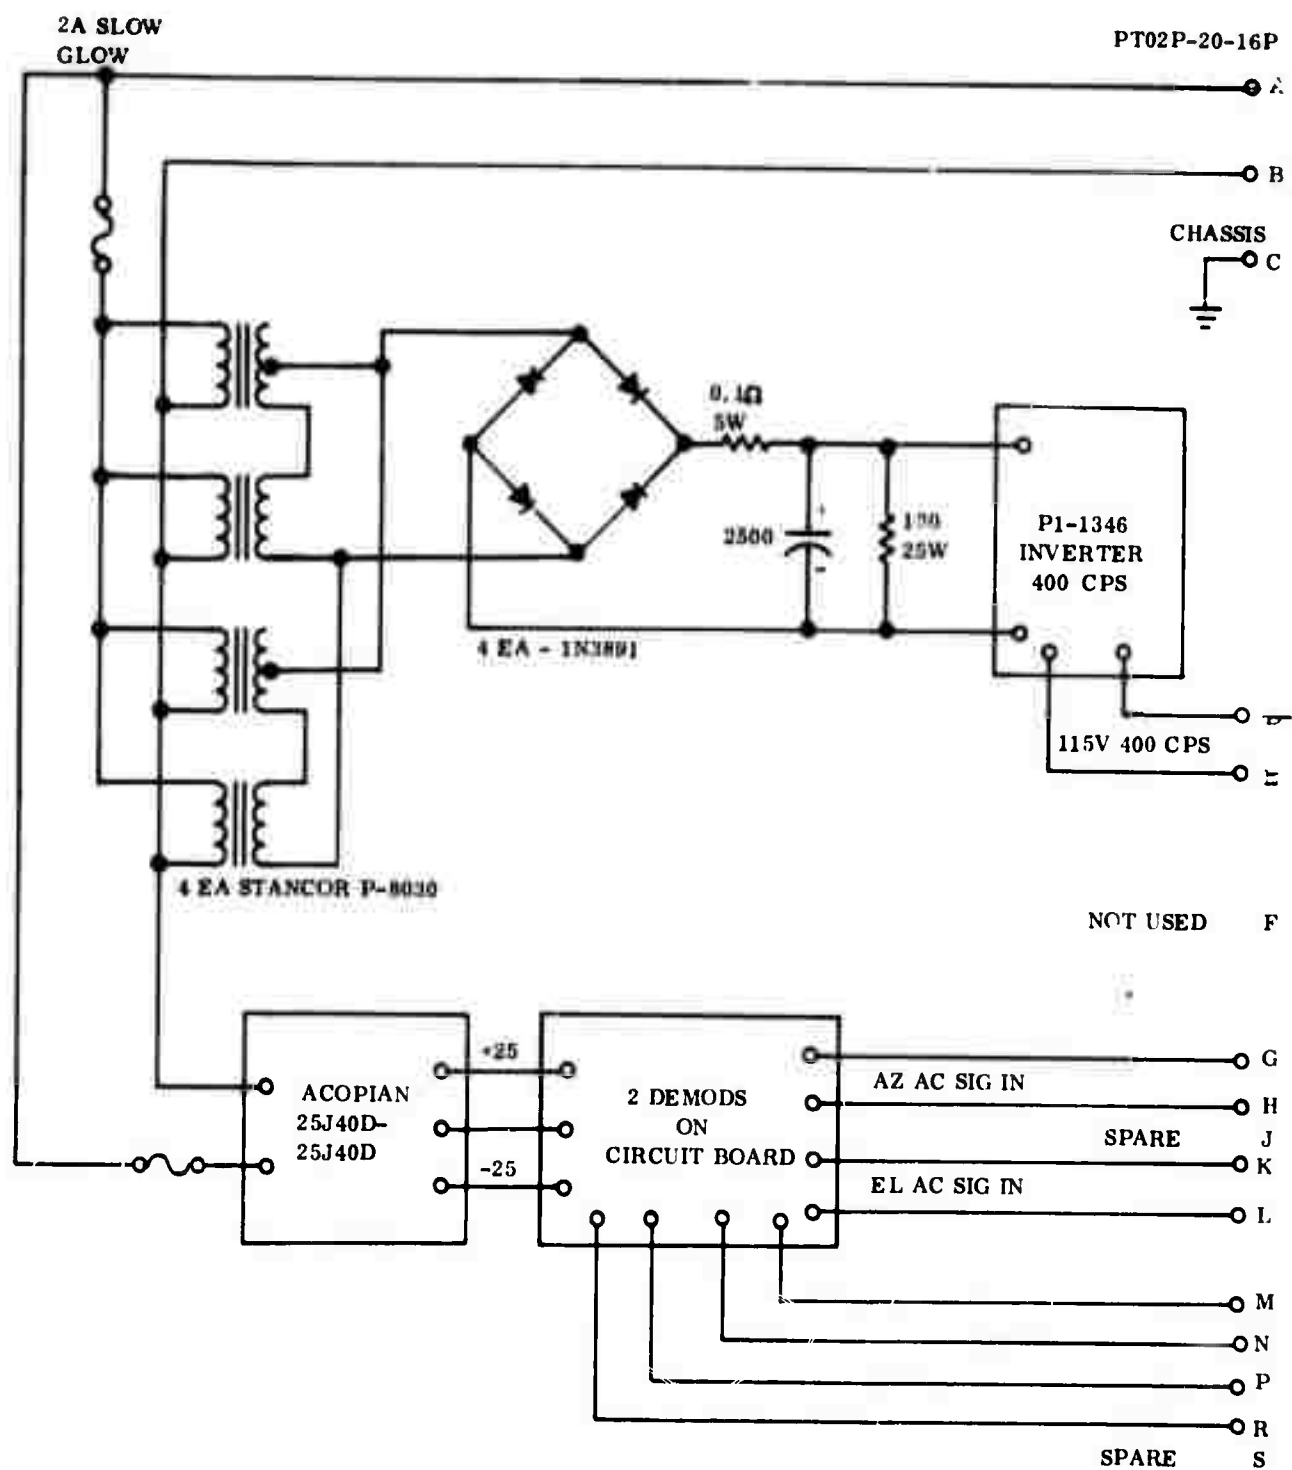 2A SLOW
GLOW
PT02P-20-16P
A
B
CHASSIS
C
5W
2500
+
-
25W
P1-1346
INVERTER
400 CPS
4 EA - 1N3891
115V 400 CPS
4 EA STANCOR P-8030
NOT USED F
+25
ACOPIAN
25J40D-
25J40D
-25
2 DEMODS
ON
CIRCUIT BOARD
G
AZ AC SIG IN
H
SPARE J
K
EL AC SIG IN
L
M
N
P
R
SPARE S